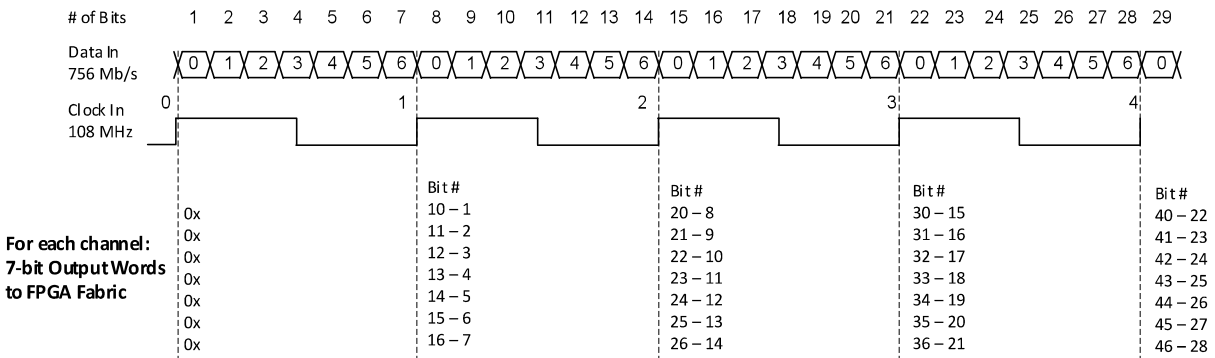 # of Bits 1 2 3 4 5 6 7 8 9 10 11 12 13 14 15 16 17 18 19 20 21 22 23 24 25 26 27 28 29
Data In
756 Mb/s
0 1 2 3 4 5 6 0 1 2 3 4 5 6 0 1 2 3 4 5 6 0 1 2 3 4 5 6 0
0 1 2 3 4
Clock In
108 MHz
For each channel:
7-bit Output Words
to FPGA Fabric
0x
0x
0x
0x
0x
0x
0x
Bit #
10 – 1
11 – 2
12 – 3
13 – 4
14 – 5
15 – 6
16 – 7
Bit #
20 – 8
21 – 9
22 – 10
23 – 11
24 – 12
25 – 13
26 – 14
Bit #
30 – 15
31 – 16
32 – 17
33 – 18
34 – 19
35 – 20
36 – 21
Bit #
40 – 22
41 – 23
42 – 24
43 – 25
44 – 26
45 – 27
46 – 28